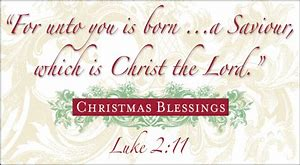 “For unto you is born ...a Saviour,
which is Christ the Lord.”
Christmas Blessings
Luke 2:11